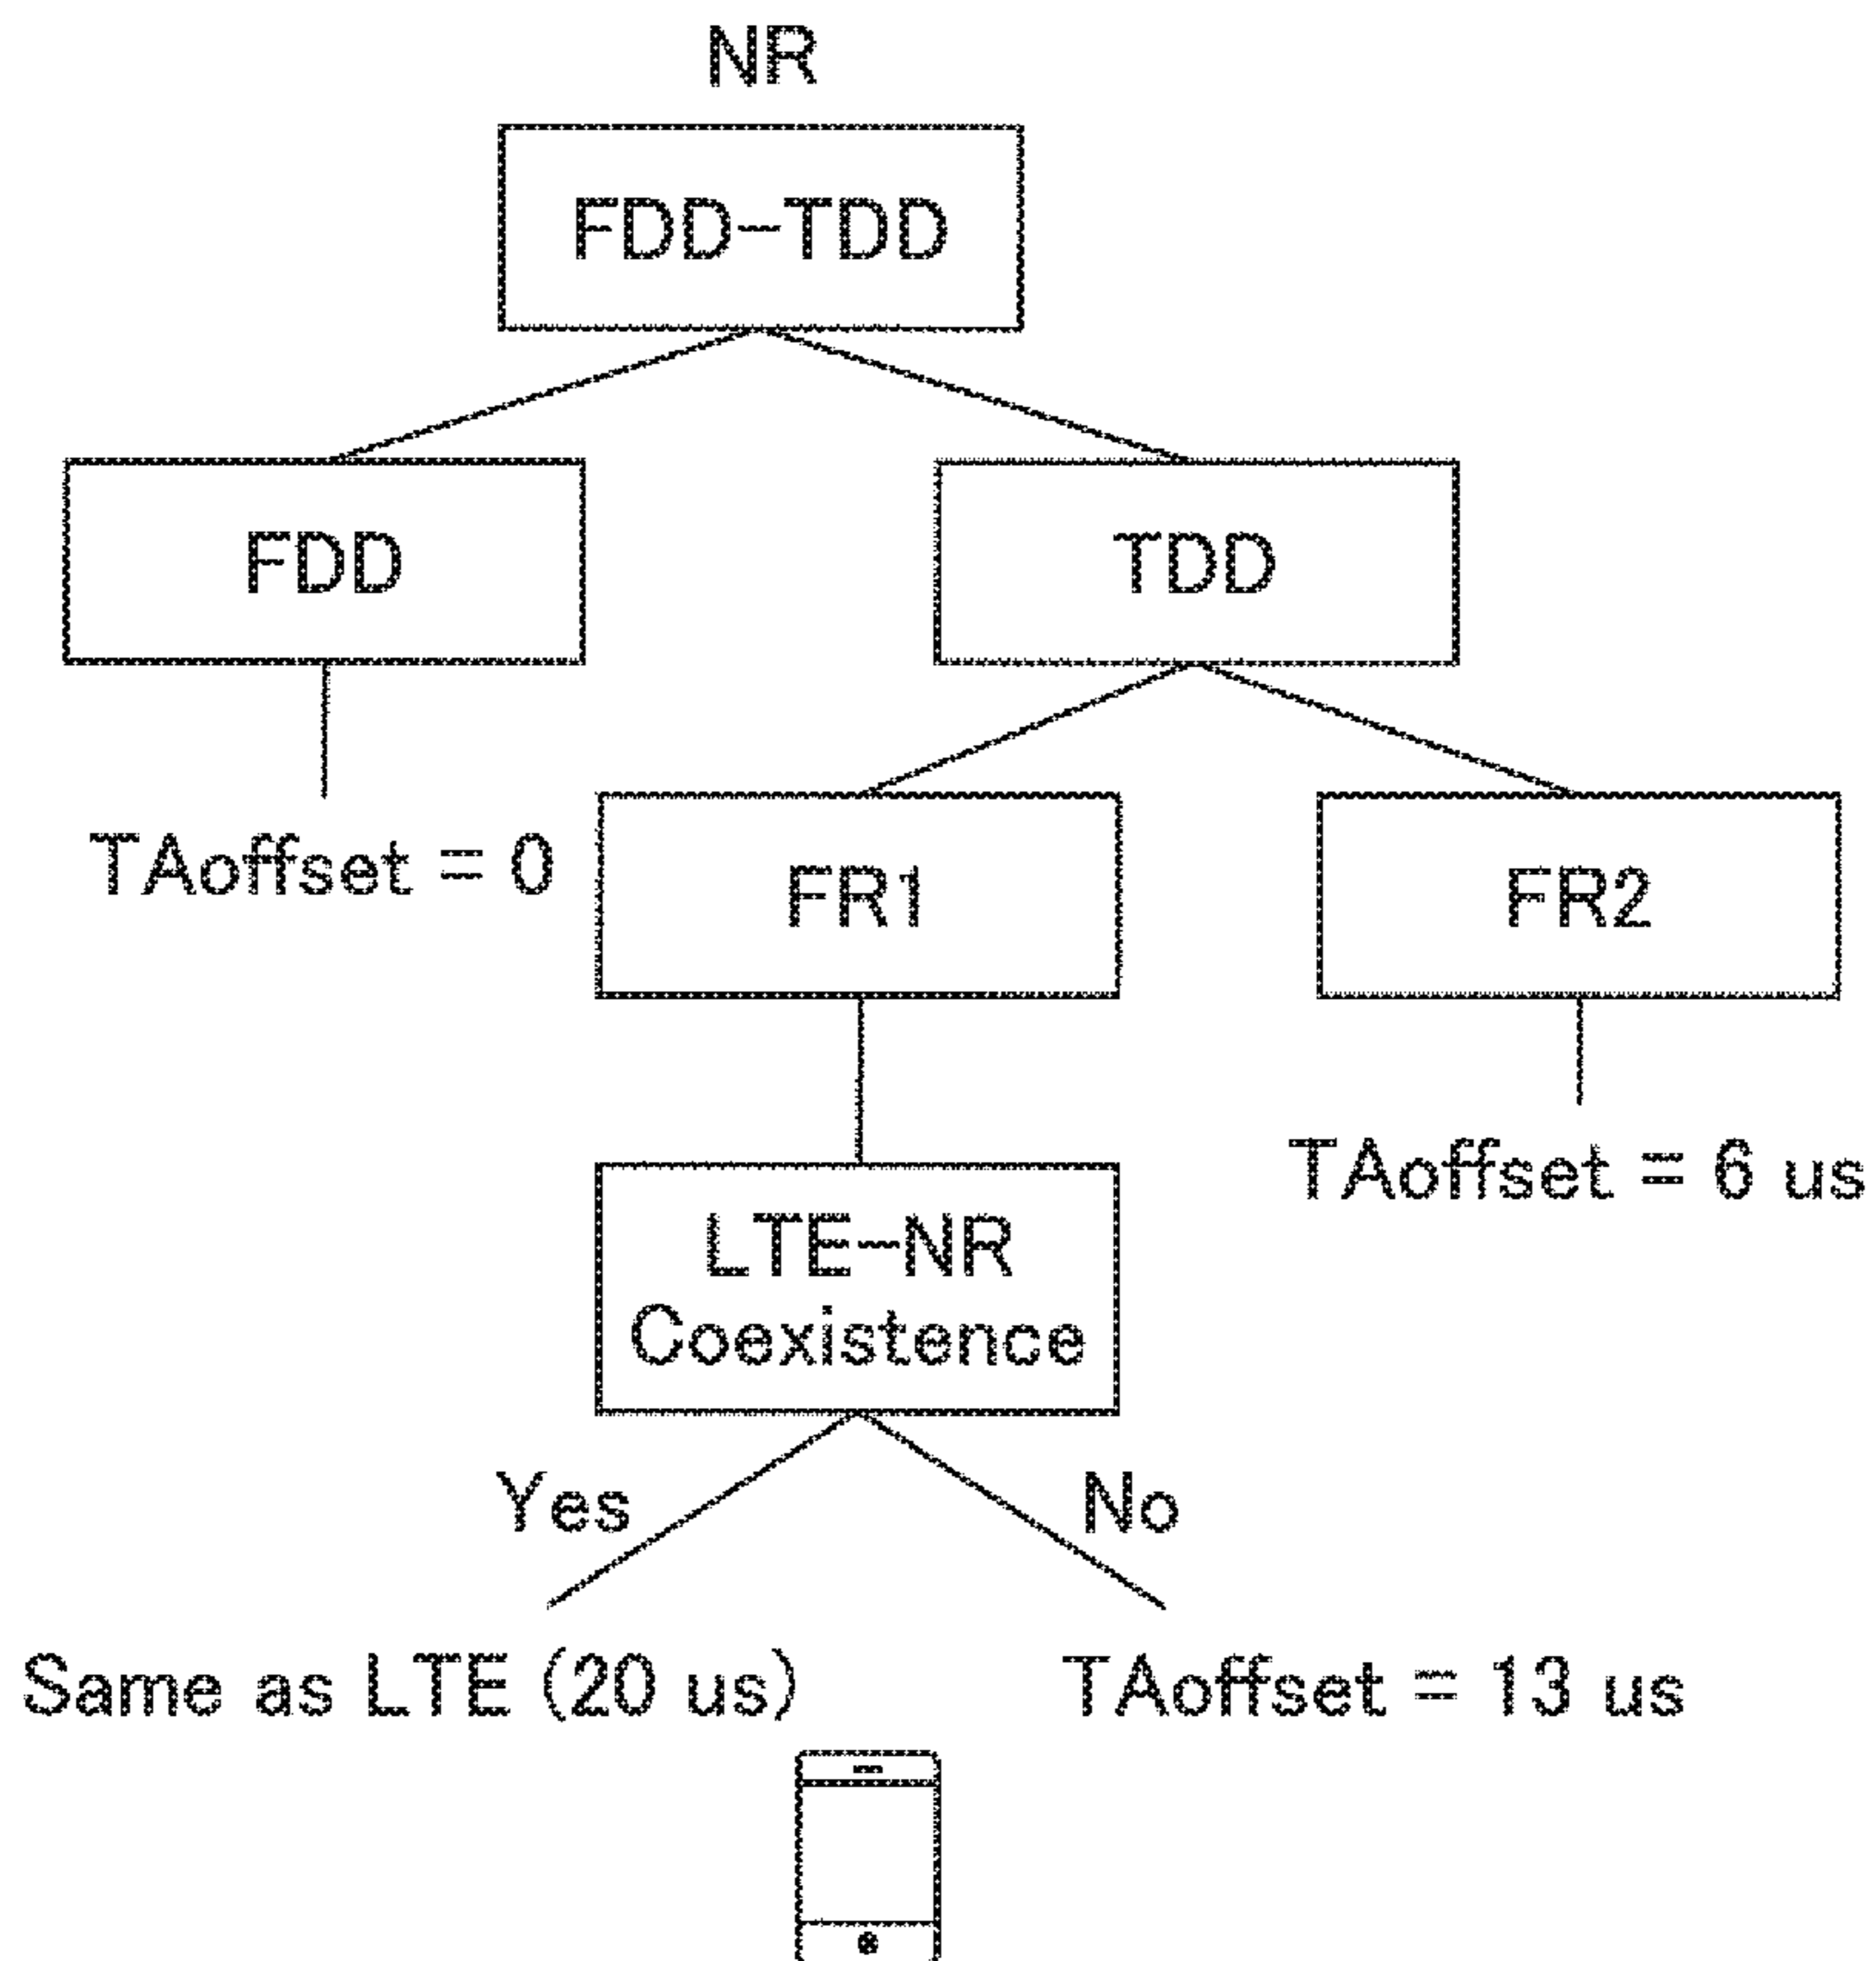 NR
FDD-TDD
FDD
TDD
TAoffset = 0
FR1
FR2
TAoffset = 6 us
LTE-NR
Coexistence
Yes
No
Same as LTE (20 us)
TAoffset = 13 us